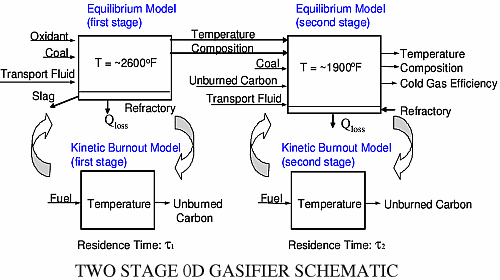 Equilibrium Model
(first stage)
Equilibrium Model
(second stage)
Oxidant
Coal
Transport Fluid
Slag
T = ~2600ºF
Refractory
Qloss
Temperature
Composition
Coal
Unburned Carbon
Transport Fluid
T = ~1900ºF
Temperature
Composition
Cold Gas Efficiency
Refractory
Qloss
Kinetic Burnout Model
(first stage)
Fuel
Temperature
Unburned
Carbon
Residence Time: τ1
Kinetic Burnout Model
(second stage)
Fuel
Temperature
Unburned Carbon
Residence Time: τ2
TWO STAGE 0D GASIFIER SCHEMATIC